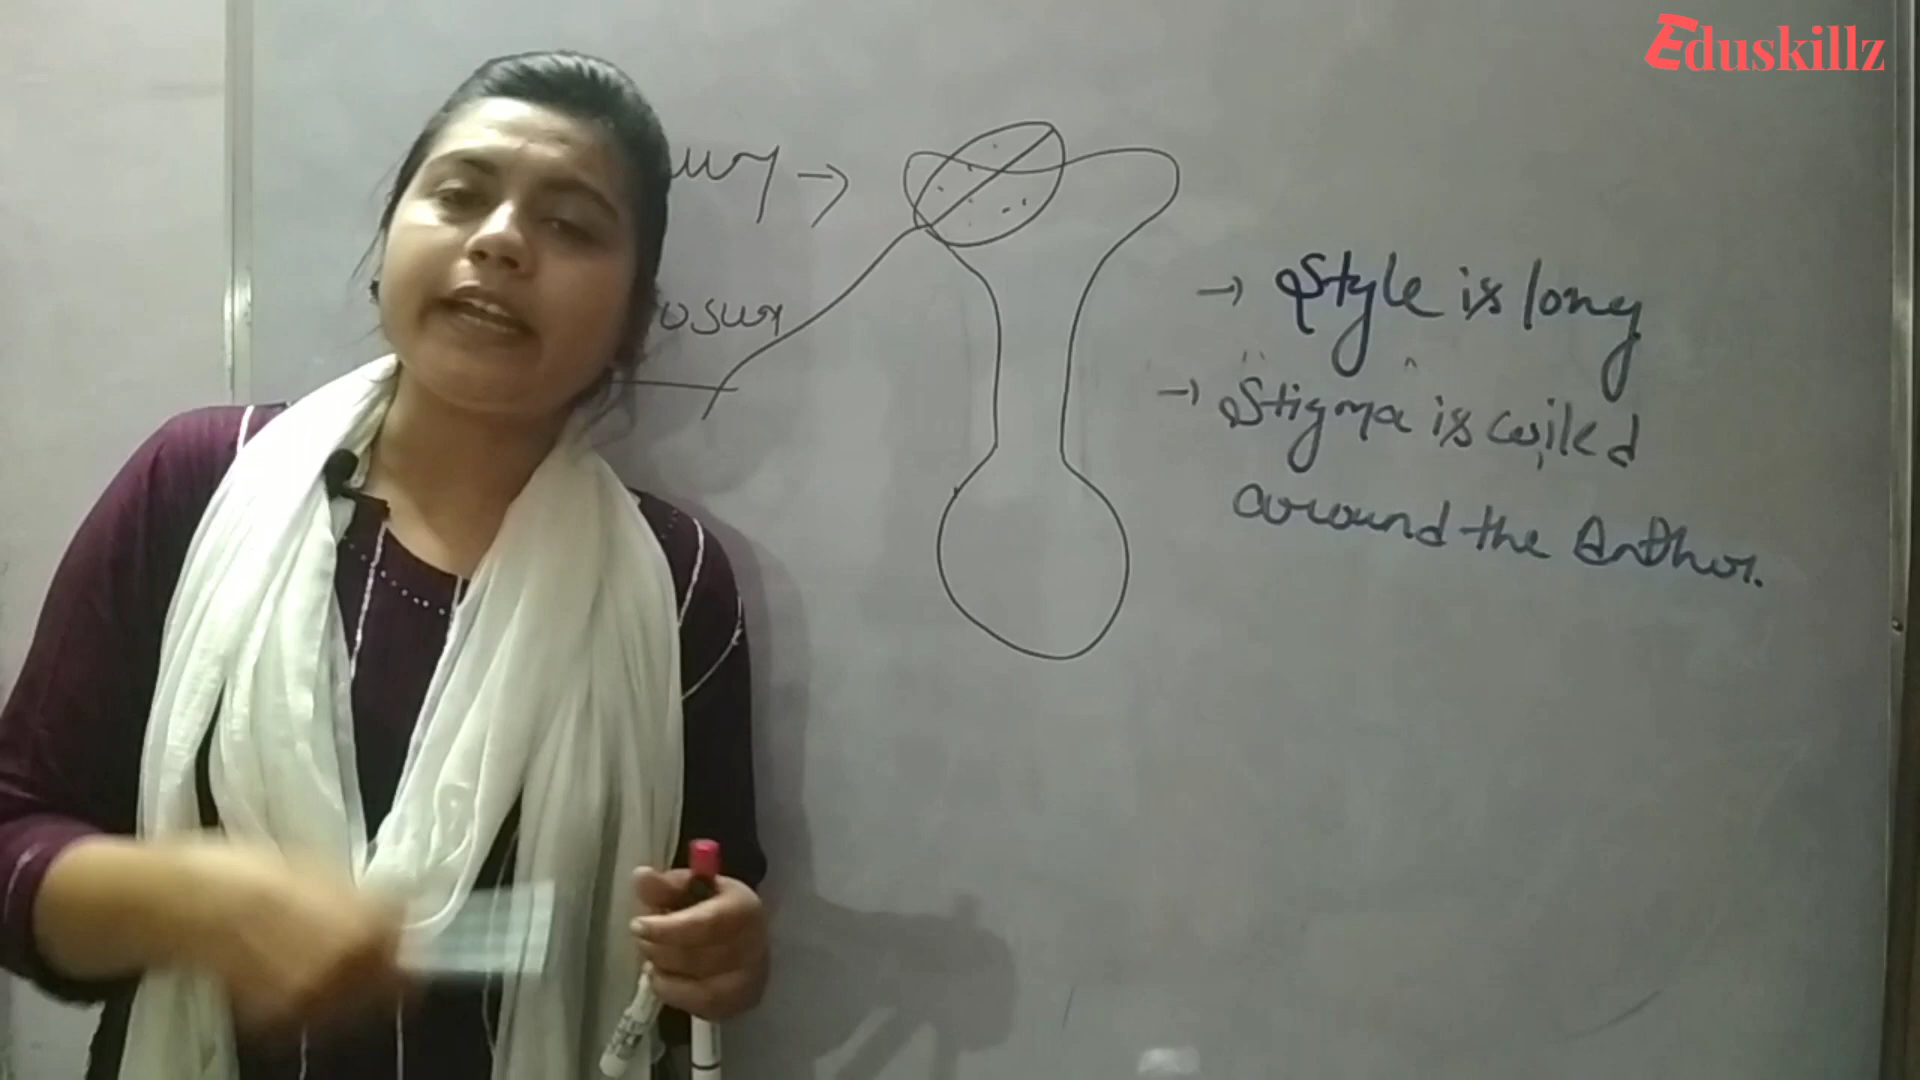 Eduskillz
→ Style is long
→ Stigma is coiled
around the Anther.